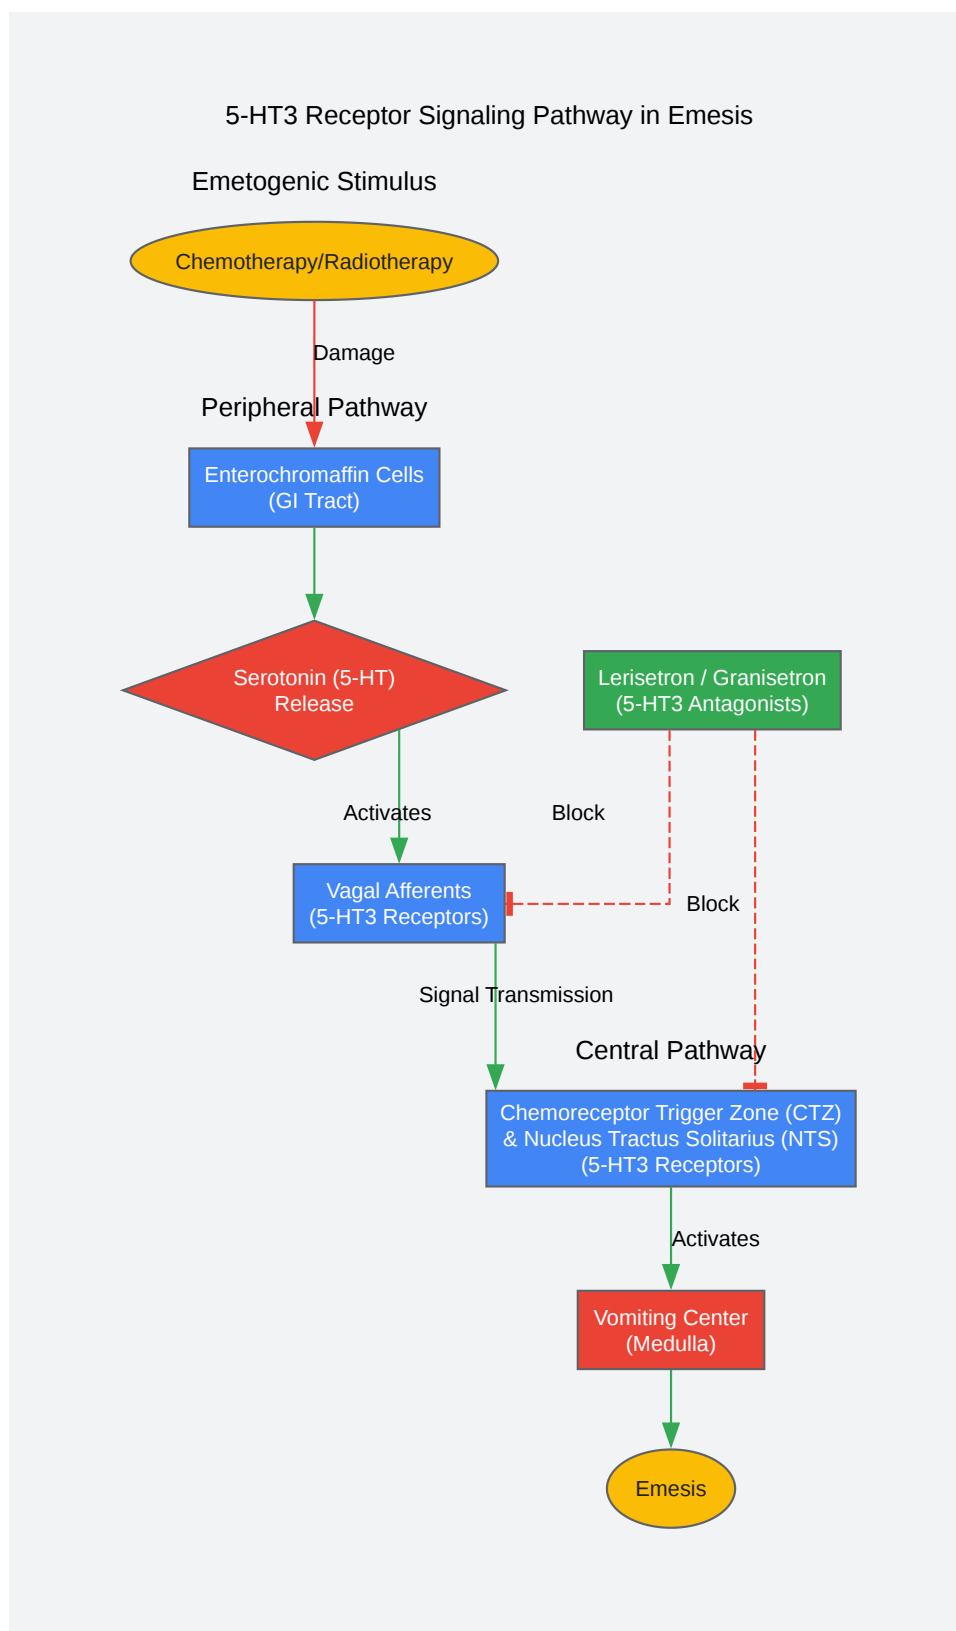 5-HT3 Receptor Signaling Pathway in Emesis
Emetogenic Stimulus
Chemotherapy/Radiotherapy
Damage
Peripheral Pathway
Enterochromaffin Cells
(GI Tract)
Serotonin (5-HT)
Release
Lerisetron / Granisetron
(5-HT3 Antagonists)
Activates
Block
Vagal Afferents
(5-HT3 Receptors)
Block
Signal Transmission
Central Pathway
Chemoreceptor Trigger Zone (CTZ)
& Nucleus Tractus Solitarius (NTS)
(5-HT3 Receptors)
Activates
Vomiting Center
(Medulla)
Emesis